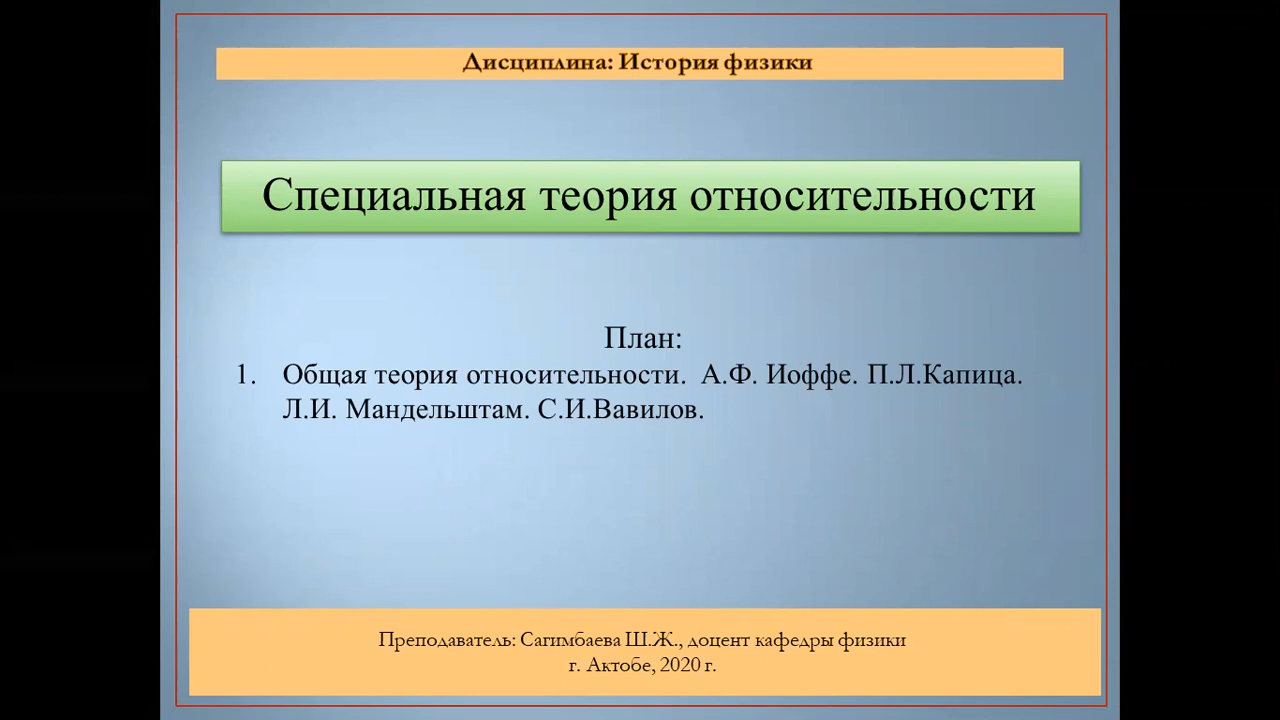 Дисциплина: История физики
Специальная теория относительности
План:
1. Общая теория относительности. А.Ф. Иоффе. П.Л.Капица.
Л.И. Мандельштам. С.И.Вавилов.
Преподаватель: Сагимбаева Ш.Ж., доцент кафедры физики
г. Актобе, 2020 г.